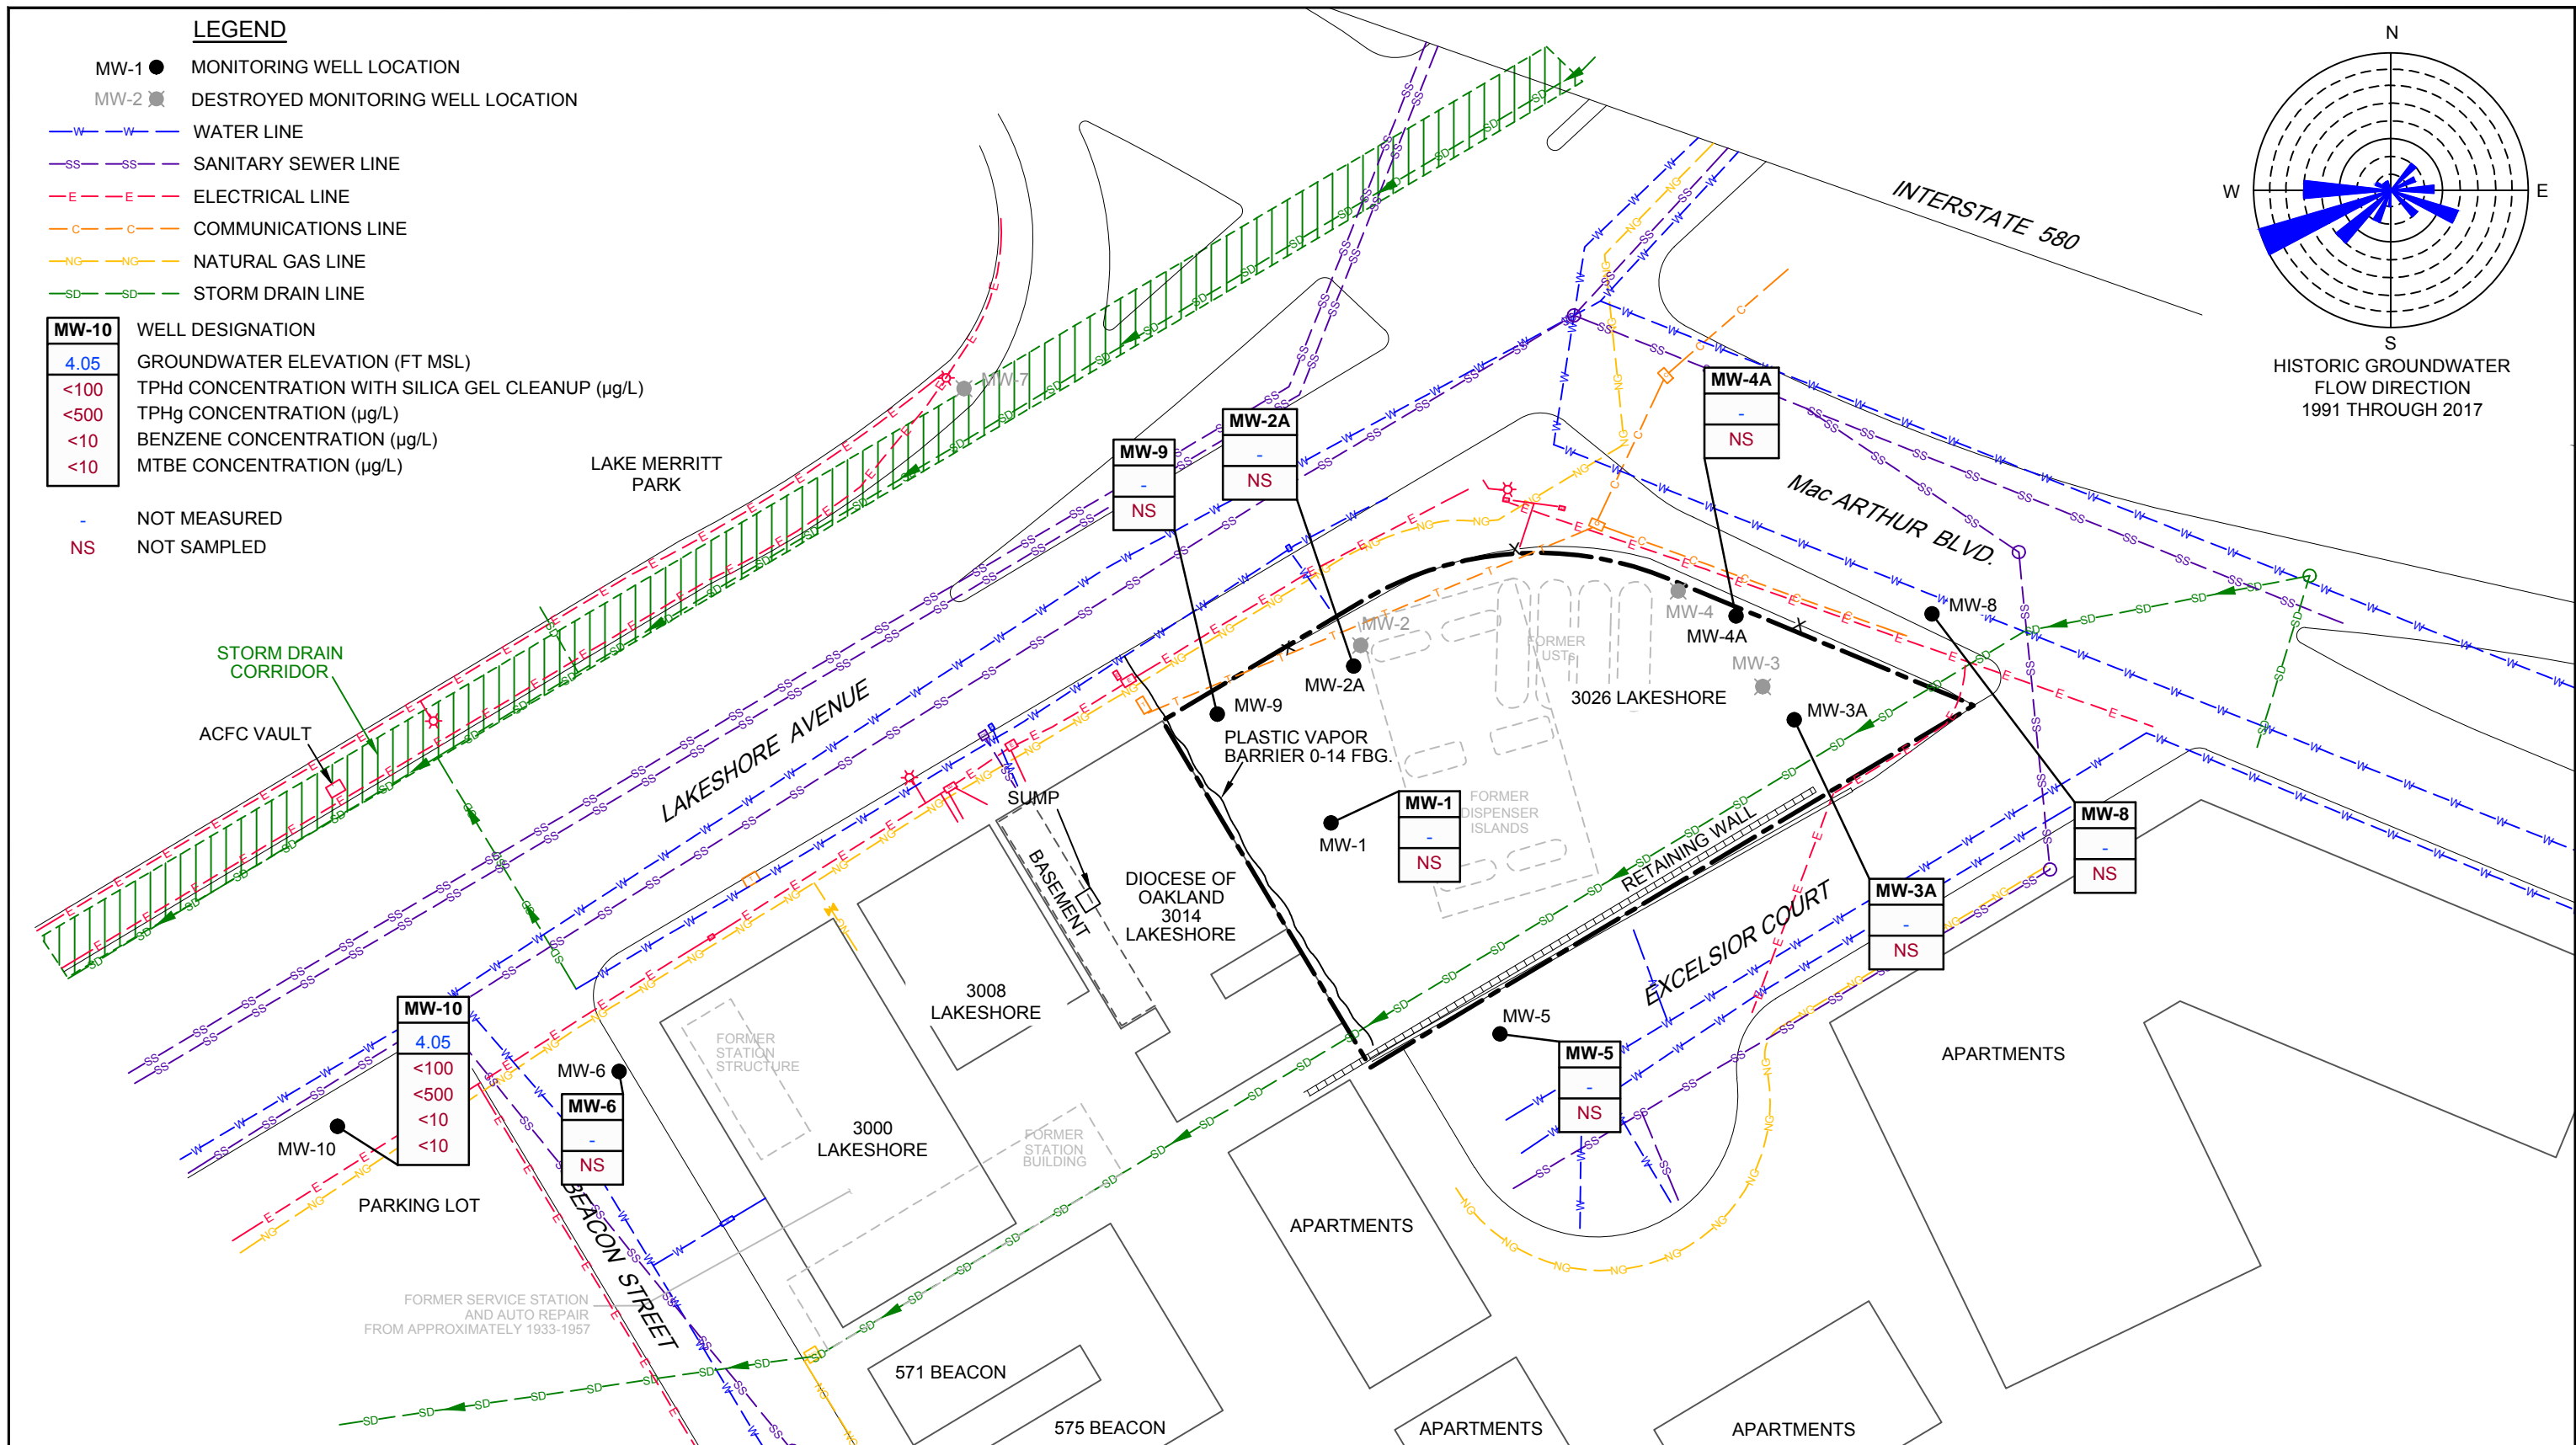 LEGEND
MW-1 MONITORING WELL LOCATION
MW-2 DESTROYED MONITORING WELL LOCATION
W W WATER LINE
SS SS SANITARY SEWER LINE
E E ELECTRICAL LINE
C C COMMUNICATIONS LINE
NG NG NATURAL GAS LINE
SD SD STORM DRAIN LINE
MW-10 WELL DESIGNATION
4.05 GROUNDWATER ELEVATION (FT MSL)
<100 TPHd CONCENTRATION WITH SILICA GEL CLEANUP (µg/L)
<500 TPHg CONCENTRATION (µg/L)
<10 BENZENE CONCENTRATION (µg/L)
<10 MTBE CONCENTRATION (µg/L)
- NOT MEASURED
NS NOT SAMPLED
N
W
E
S
HISTORIC GROUNDWATER
FLOW DIRECTION
1991 THROUGH 2017
INTERSTATE 580
LAKE MERRITT
PARK
MW-7
MW-9
-
NS
MW-2A
-
NS
MW-4A
-
NS
Mac ARTHUR BLVD.
STORM DRAIN
CORRIDOR
ACFC VAULT
LAKESHORE AVENUE
MW-2
MW-2A
MW-9
PLASTIC VAPOR
BARRIER 0-14 FBG.
FORMER
USTs
MW-4
MW-4A
MW-3
3026 LAKESHORE
MW-3A
MW-8
SUMP
BASEMENT
DIOCESE OF
OAKLAND
3014
LAKESHORE
MW-1
MW-1
-
NS
FORMER
DISPENSER
ISLANDS
RETAINING WALL
EXCELSIOR COURT
MW-8
-
NS
MW-3A
-
NS
MW-5
MW-5
-
NS
3008
LAKESHORE
FORMER
STATION
STRUCTURE
3000
LAKESHORE
FORMER
STATION
BUILDING
MW-10
4.05
<100
<500
<10
<10
MW-10
PARKING LOT
MW-6
MW-6
-
NS
BEACON STREET
FORMER SERVICE STATION
AND AUTO REPAIR
FROM APPROXIMATELY 1933-1957
571 BEACON
575 BEACON
APARTMENTS
APARTMENTS
APARTMENTS
APARTMENTS